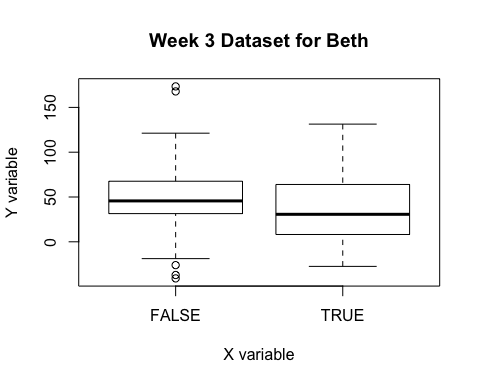 Week 3 Dataset for Beth
Y variable
150
100
50
0
FALSE TRUE
X variable